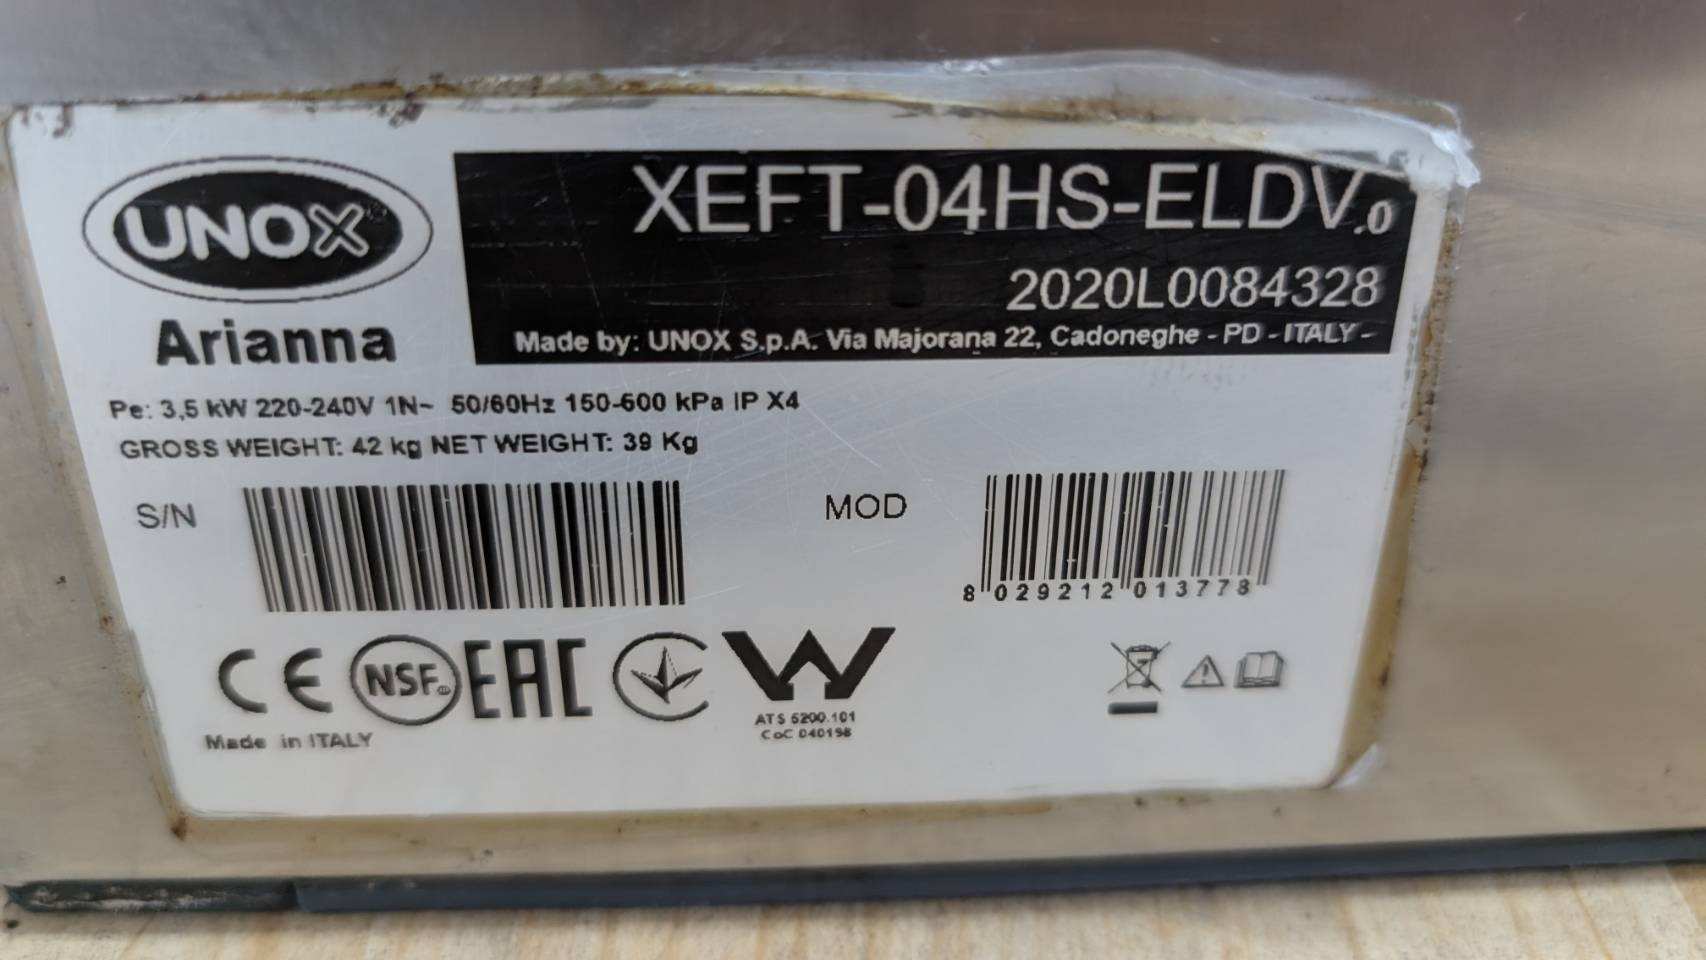 UNOX
Arianna
XEFT-04HS-ELDV.0
2020L0084328
Made by: UNOX S.p.A. Via Majorana 22, Cadoneghe - PD - ITALY -
Pe: 3,5 kW 220-240V 1N~ 50/60Hz 150-600 kPa IP X4
GROSS WEIGHT: 42 kg NET WEIGHT: 39 Kg
S/N
MOD
8 029212 013778
CE NSF EAC
ATS 5200.101
CoC 040198
Made in ITALY